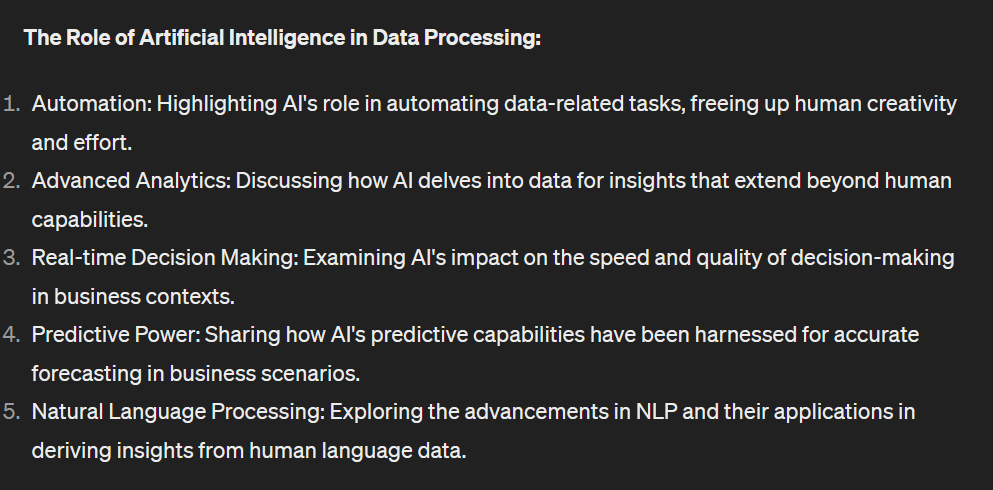 The Role of Artificial Intelligence in Data Processing:
1. Automation: Highlighting AI's role in automating data-related tasks, freeing up human creativity
and effort.
2. Advanced Analytics: Discussing how AI delves into data for insights that extend beyond human
capabilities.
3. Real-time Decision Making: Examining AI's impact on the speed and quality of decision-making
in business contexts.
4. Predictive Power: Sharing how AI's predictive capabilities have been harnessed for accurate
forecasting in business scenarios.
5. Natural Language Processing: Exploring the advancements in NLP and their applications in
deriving insights from human language data.